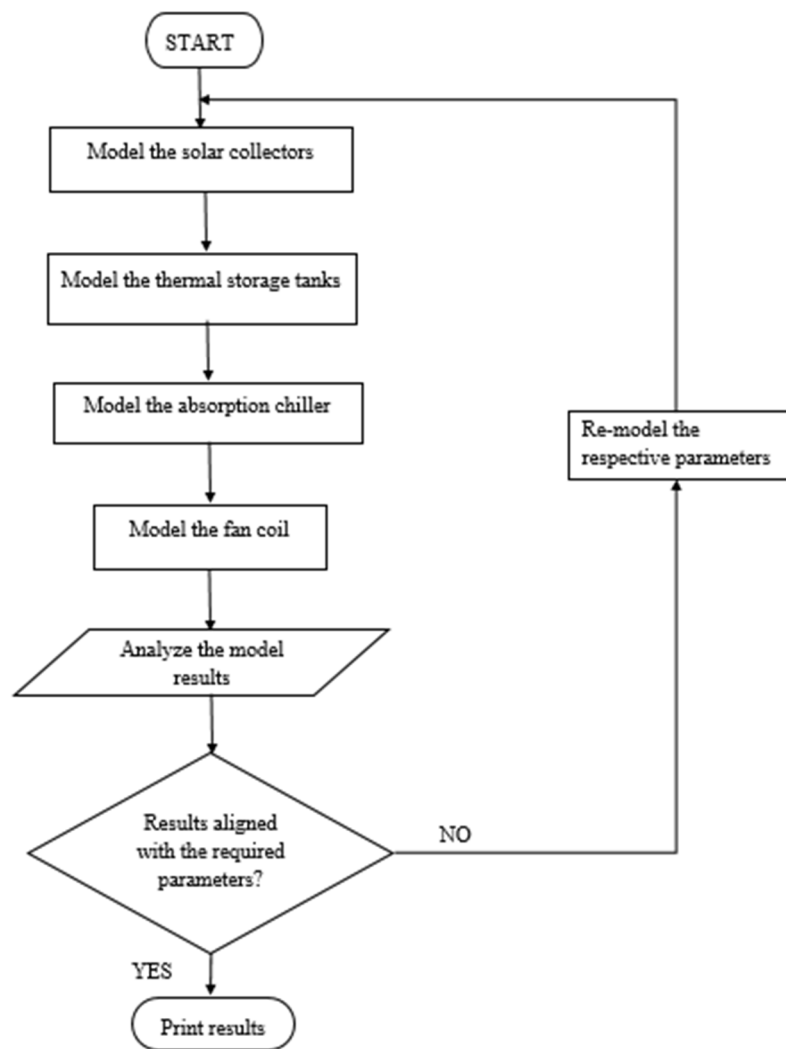 START
Model the solar collectors
Model the thermal storage tanks
Model the absorption chiller
Re-model the
respective parameters
Model the fan coil
Analyze the model
results
Results aligned
with the required
parameters?
NO
YES
Print results